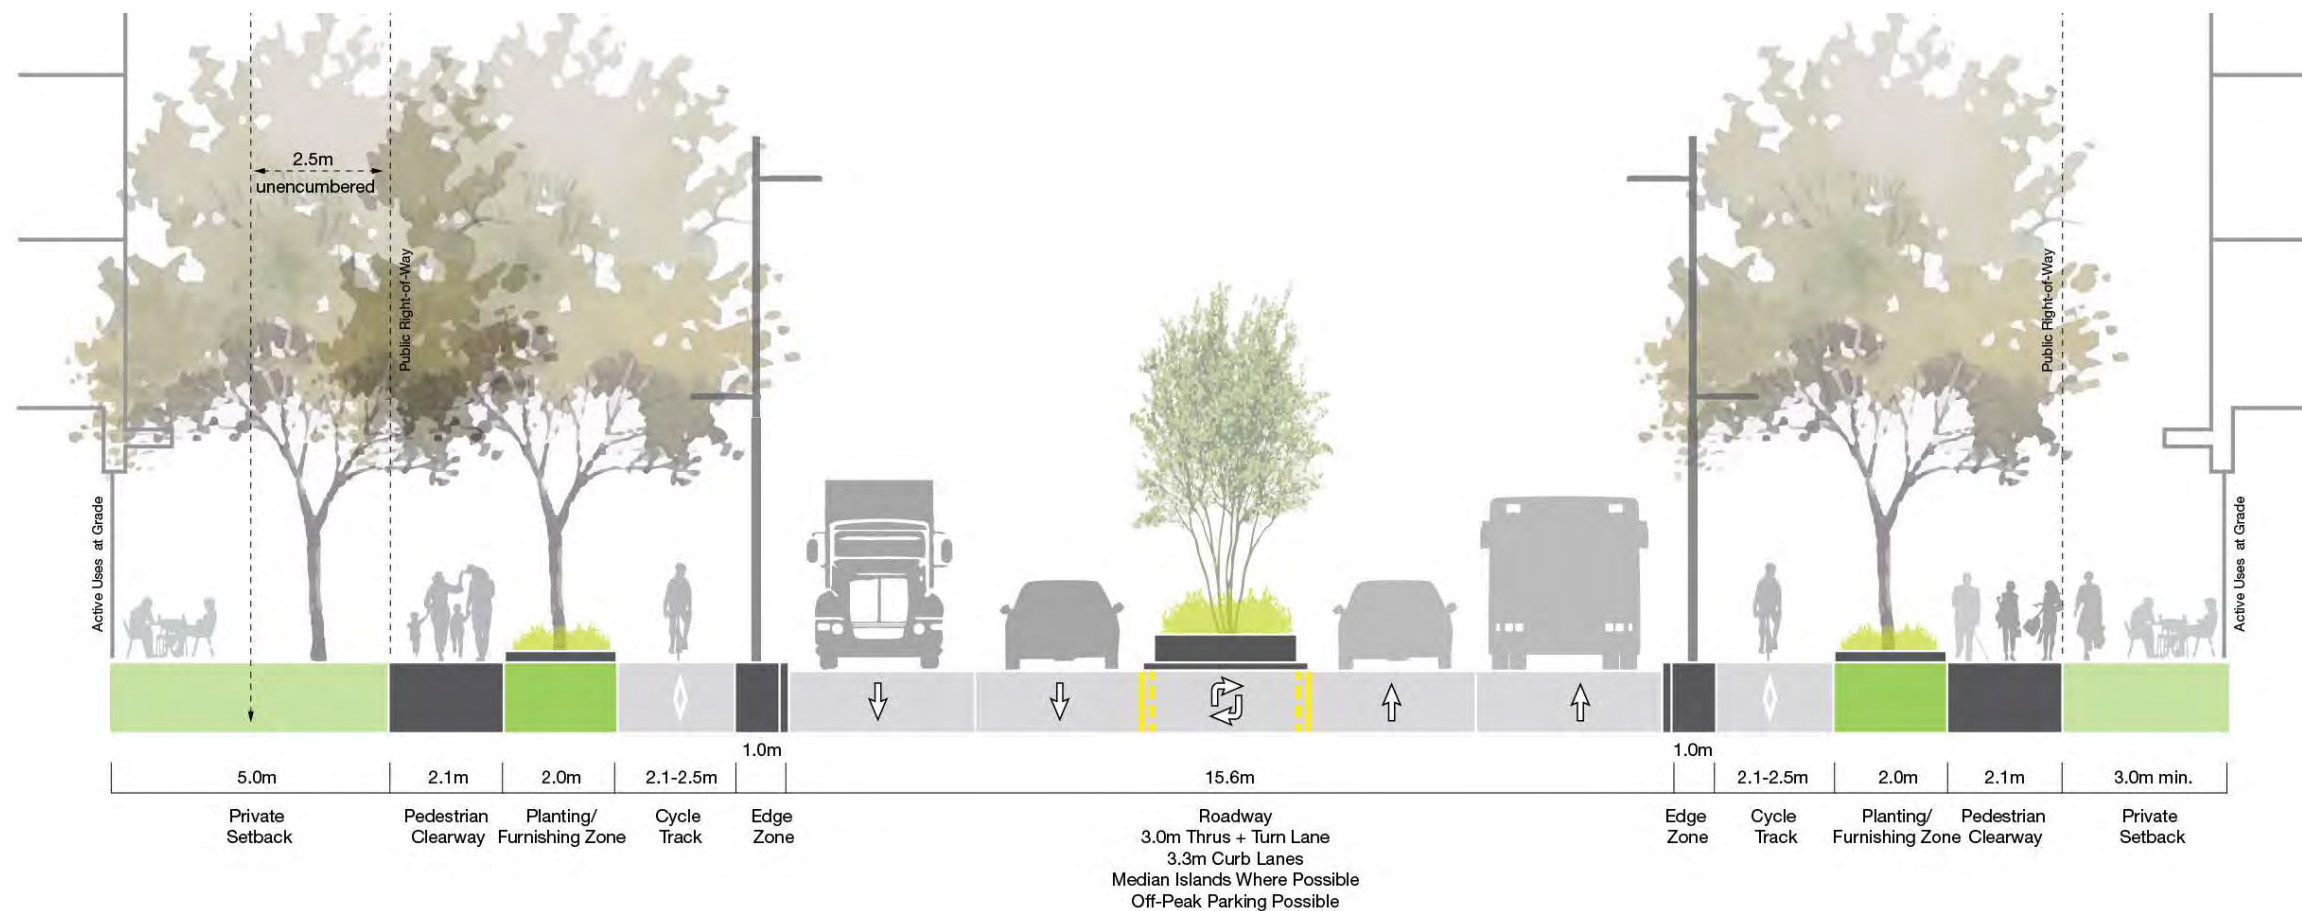 2.5m
unencumbered
Public Right-of-Way
Public Right-of-Way
Active Uses at Grade
Active Uses at Grade
1.0m
1.0m
5.0m
2.1m
2.0m
2.1-2.5m
15.6m
2.1-2.5m
2.0m
2.1m
3.0m min.
Private
Setback
Pedestrian
Clearway
Planting/
Furnishing Zone
Cycle
Track
Edge
Zone
Roadway
3.0m Thrus + Turn Lane
3.3m Curb Lanes
Median Islands Where Possible
Off-Peak Parking Possible
Edge
Zone
Cycle
Track
Planting/
Furnishing Zone
Pedestrian
Clearway
Private
Setback